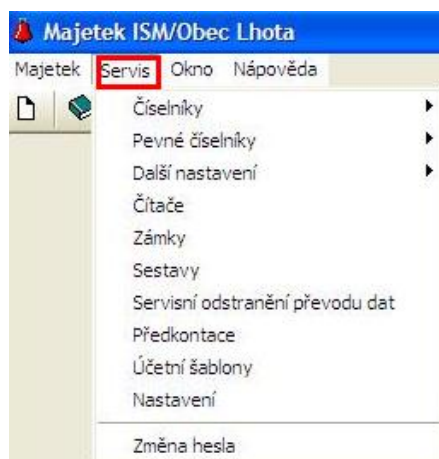 Majetek ISM/Obec Lhota
Majetek Servis Okno Nápověda
Číselníky
Pevné číselníky
Další nastavení
Čítače
Zámky
Sestavy
Servisní odstranění převodu dat
Předkontace
Účetní šablony
Nastavení
Změna hesla